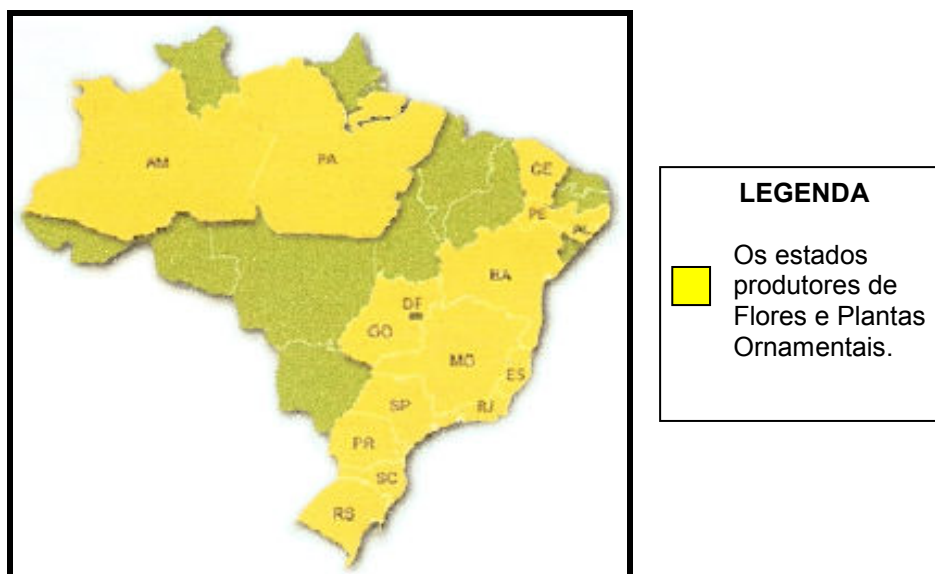 AM
PA
CE
PE
AL
BA
DF
GO
MG
ES
SP
RJ
PR
SC
RS
LEGENDA
Os estados
produtores de
Flores e Plantas
Ornamentais.